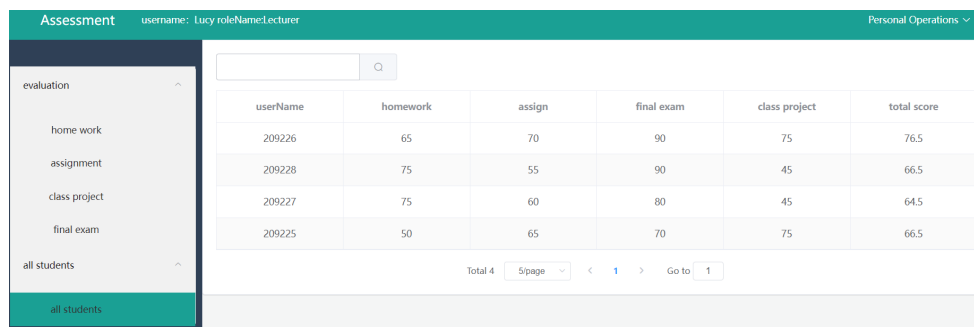 Assessment username: Lucy roleName:Lecturer Personal Operations
evaluation
home work
assignment
class project
final exam
all students
all students
userName homework assign final exam class project total score
209226 65 70 90 75 76.5
209228 75 55 90 45 66.5
209227 75 60 80 45 64.5
209225 50 65 70 75 66.5
Total 4 5/page < 1 > Go to 1